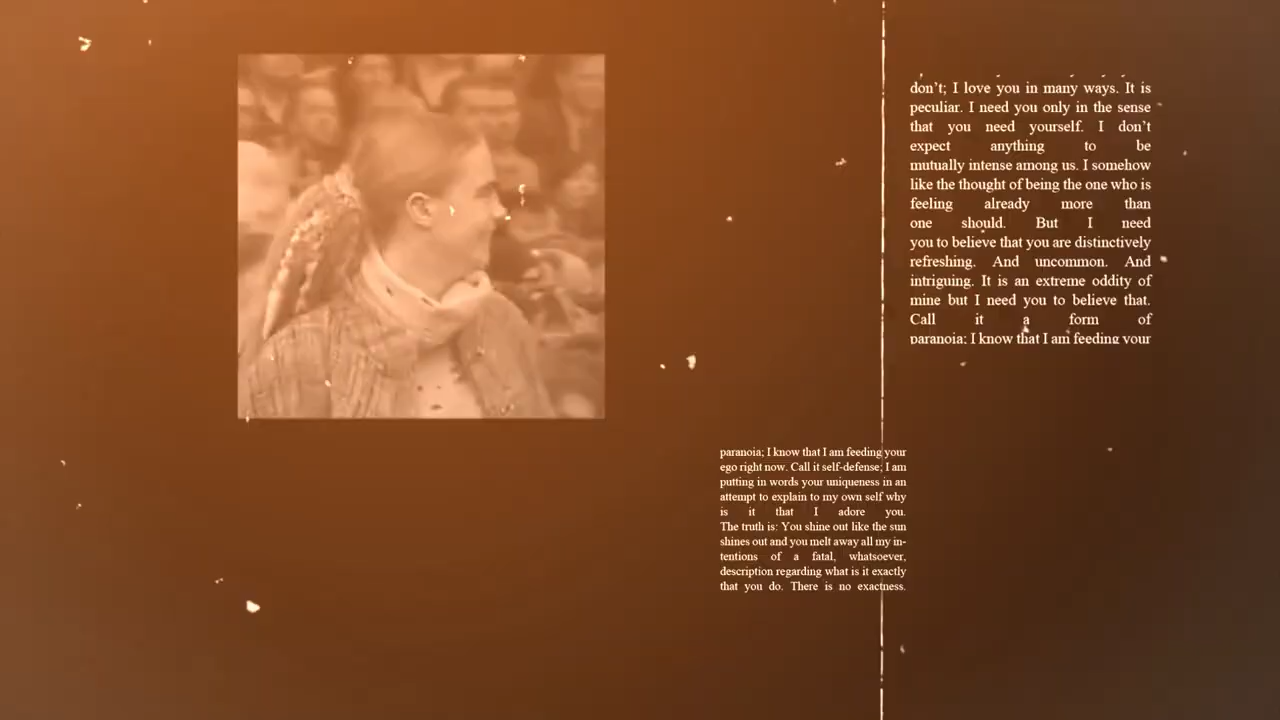 don’t; I love you in many ways. It is
peculiar. I need you only in the sense
that you need yourself. I don’t
expect anything to be
mutually intense among us. I somehow
like the thought of being the one who is
feeling already more than
one should. But I need
you to believe that you are distinctively
refreshing. And uncommon. And
intriguing. It is an extreme oddity of
mine but I need you to believe that.
Call it a form of
paranoia; I know that I am feeding your
paranoia; I know that I am feeding your
ego right now. Call it self-defense; I am
putting in words your uniqueness in an
attempt to explain to my own self why
is it that I adore you.
The truth is: You shine out like the sun
shines out and you melt away all my in-
tentions of a fatal, whatsoever,
description regarding what is it exactly
that you do. There is no exactness.